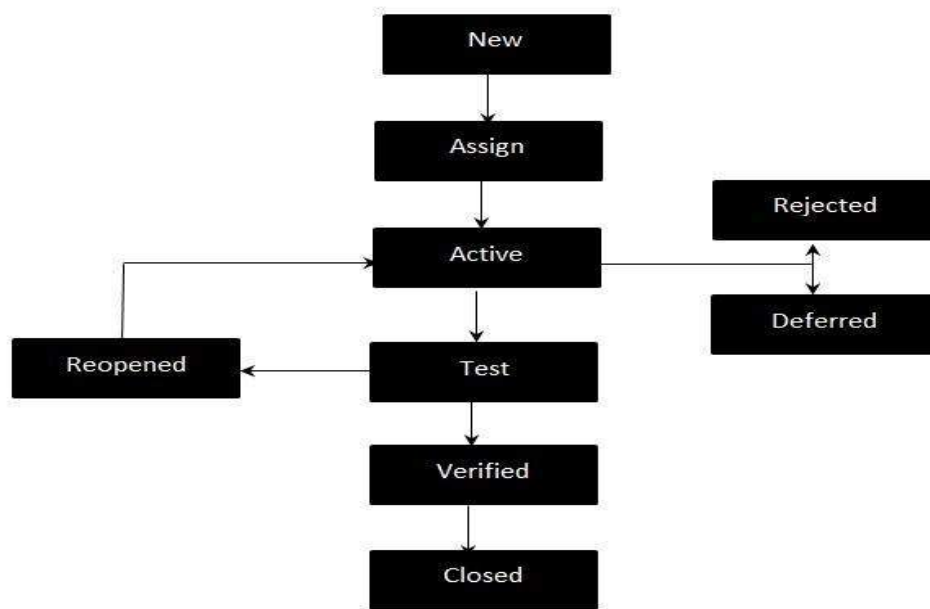 New
Assign
Rejected
Active
Deferred
Reopened
Test
Verified
Closed